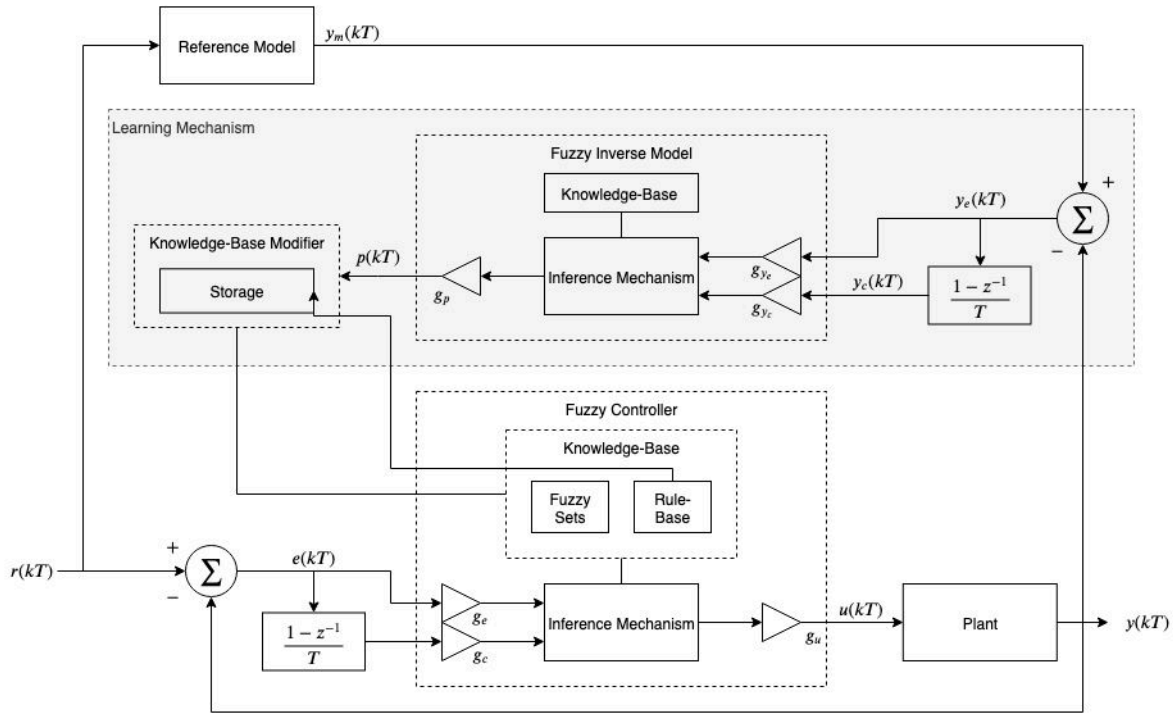 Reference Model
y_m(kT)
Learning Mechanism
Fuzzy Inverse Model
Knowledge-Base
+
y_e(kT)
Σ
−
Knowledge-Base Modifier
p(kT)
Inference Mechanism
g_{y_e}
Storage
g_p
y_c(kT)
g_{y_c}
1 − z^{-1}
T
Fuzzy Controller
Knowledge-Base
Fuzzy
Sets
Rule-
Base
+
e(kT)
r(kT)
Σ
−
g_e
Inference Mechanism
u(kT)
Plant
y(kT)
1 − z^{-1}
T
g_c
g_u